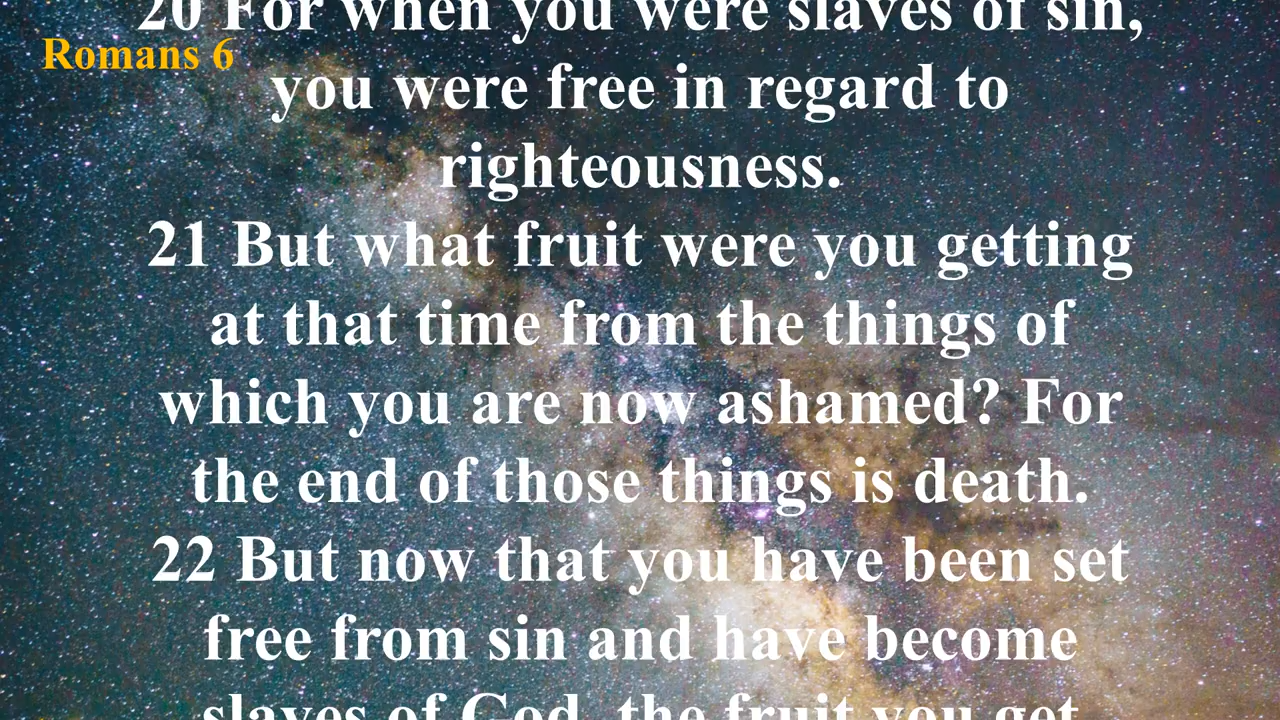 20 For when you were slaves of sin,
Romans 6
you were free in regard to
righteousness.
21 But what fruit were you getting
at that time from the things of
which you are now ashamed? For
the end of those things is death.
22 But now that you have been set
free from sin and have become
slaves of God, the fruit you get